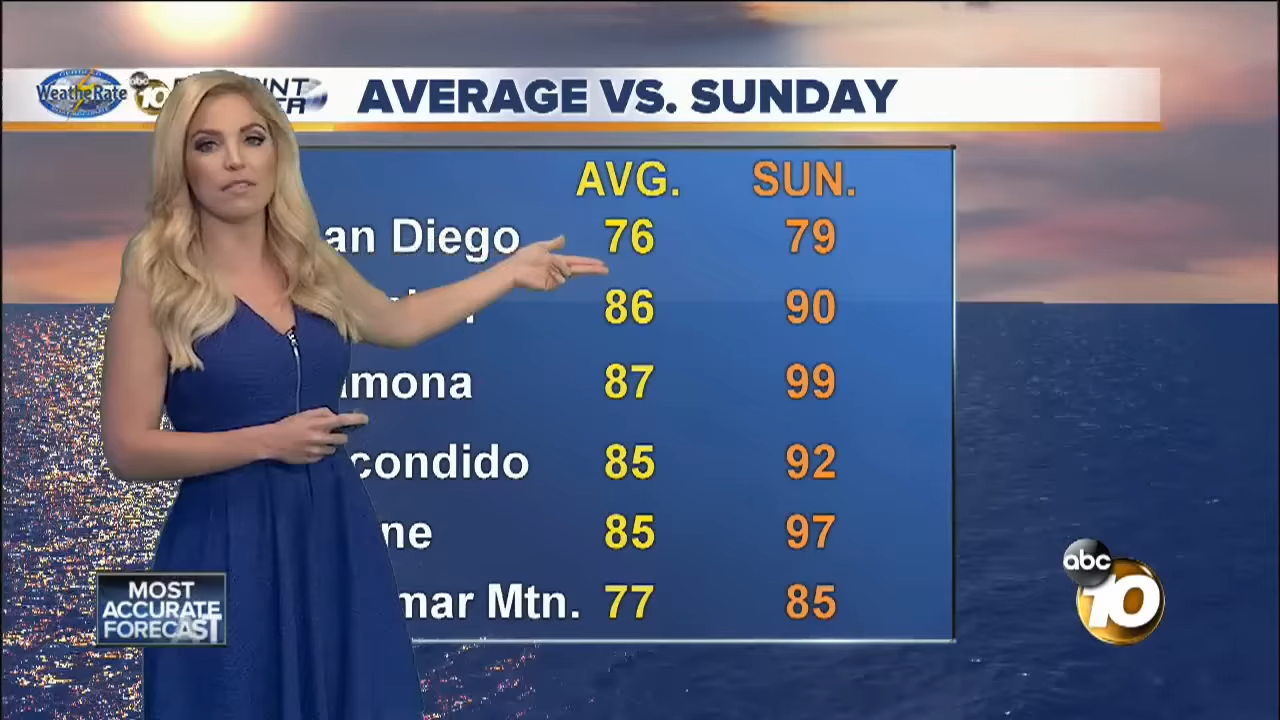 WeatheRate
abc 10
AVERAGE VS. SUNDAY
AVG. SUN.
an Diego 76 79
86 90
mona 87 99
condido 85 92
ne 85 97
mar Mtn. 77 85
MOST
ACCURATE
FORECAST
abc
10